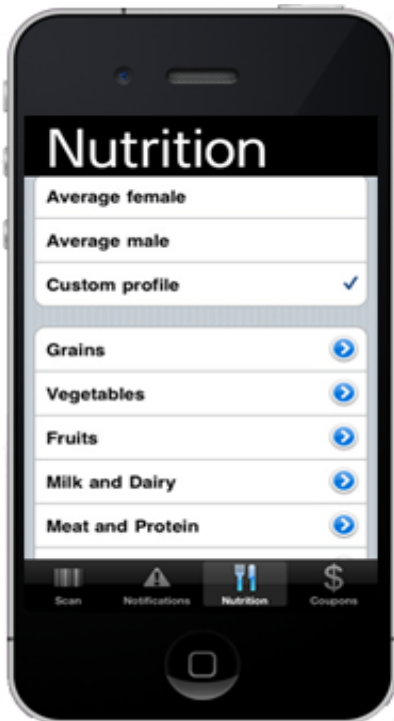 Nutrition
Average female
Average male
Custom profile
Grains
Vegetables
Fruits
Milk and Dairy
Meat and Protein
Scan Notifications Nutrition Coupons